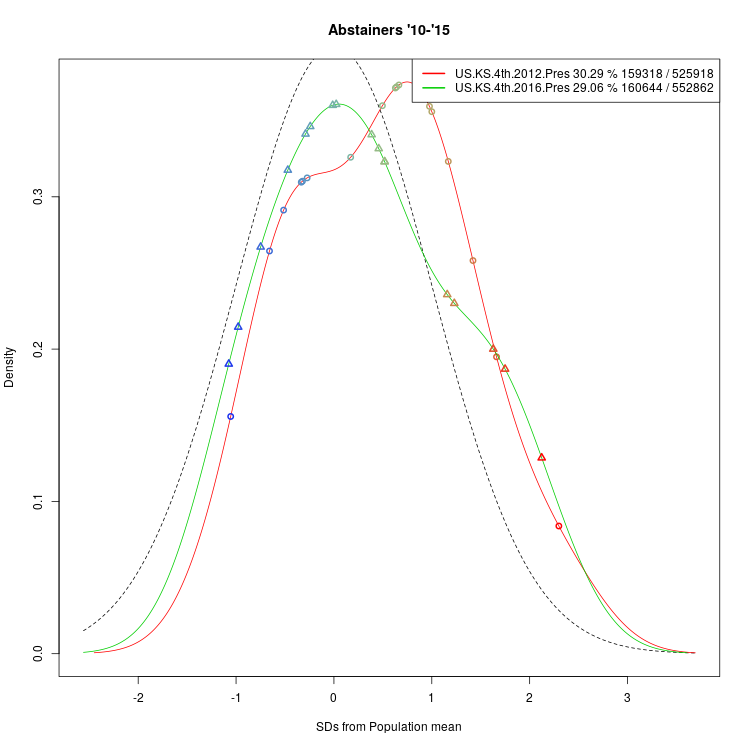 Abstainers '10-'15
US.KS.4th.2012.Pres 30.29 % 159318 / 525918
US.KS.4th.2016.Pres 29.06 % 160644 / 552862
Density
0.3
0.2
0.1
0.0
-2 -1 0 1 2 3
SDs from Population mean